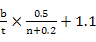 b/t × 0.5/(n+0.2) + 1.1